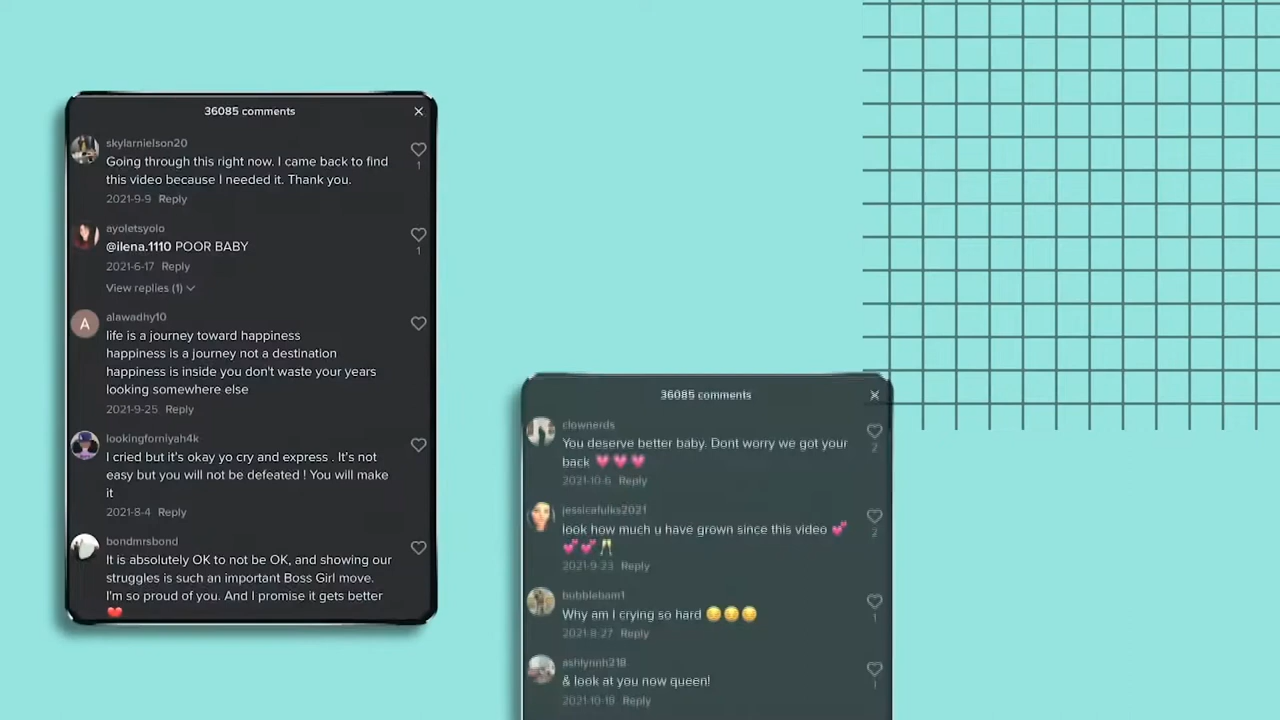 36085 comments
skylarnielson20
Going through this right now. I came back to find
this video because I needed it. Thank you.
2021-9-9 Reply
1
ayoletsyolo
@ilena.1110 POOR BABY
2021-6-17 Reply
1
View replies (1)
A
alawadhy10
life is a journey toward happiness
happiness is a journey not a destination
happiness is inside you don't waste your years
looking somewhere else
2021-9-25 Reply
lookingforniyah4k
I cried but it's okay yo cry and express . It's not
easy but you will not be defeated ! You will make
it
2021-8-4 Reply
bondmrsbond
It is absolutely OK to not be OK, and showing our
struggles is such an important Boss Girl move.
I'm so proud of you. And I promise it gets better
❤️
36085 comments
clownerds
You deserve better baby. Dont worry we got your
back 💗💗💗
2021-10-6 Reply
2
jessicafulks2021
look how much u have grown since this video 💕
💕💕🥂
2021-9-23 Reply
2
bubblebam1
Why am I crying so hard 😔😔😔
2021-8-27 Reply
1
ashlynnh218
& look at you now queen!
2021-10-18 Reply
1